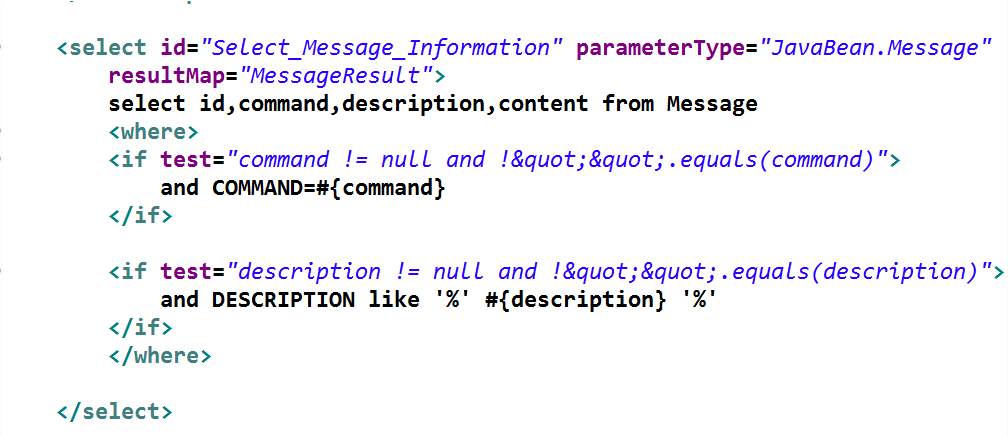 <select id="Select_Message_Information" parameterType="JavaBean.Message"
resultMap="MessageResult">
select id,command,description,content from Message
<where>
<if test="command != null and !&quot;&quot;.equals(command)">
and COMMAND=#{command}
</if>
<if test="description != null and !&quot;&quot;.equals(description)">
and DESCRIPTION like '%' #{description} '%'
</if>
</where>
</select>